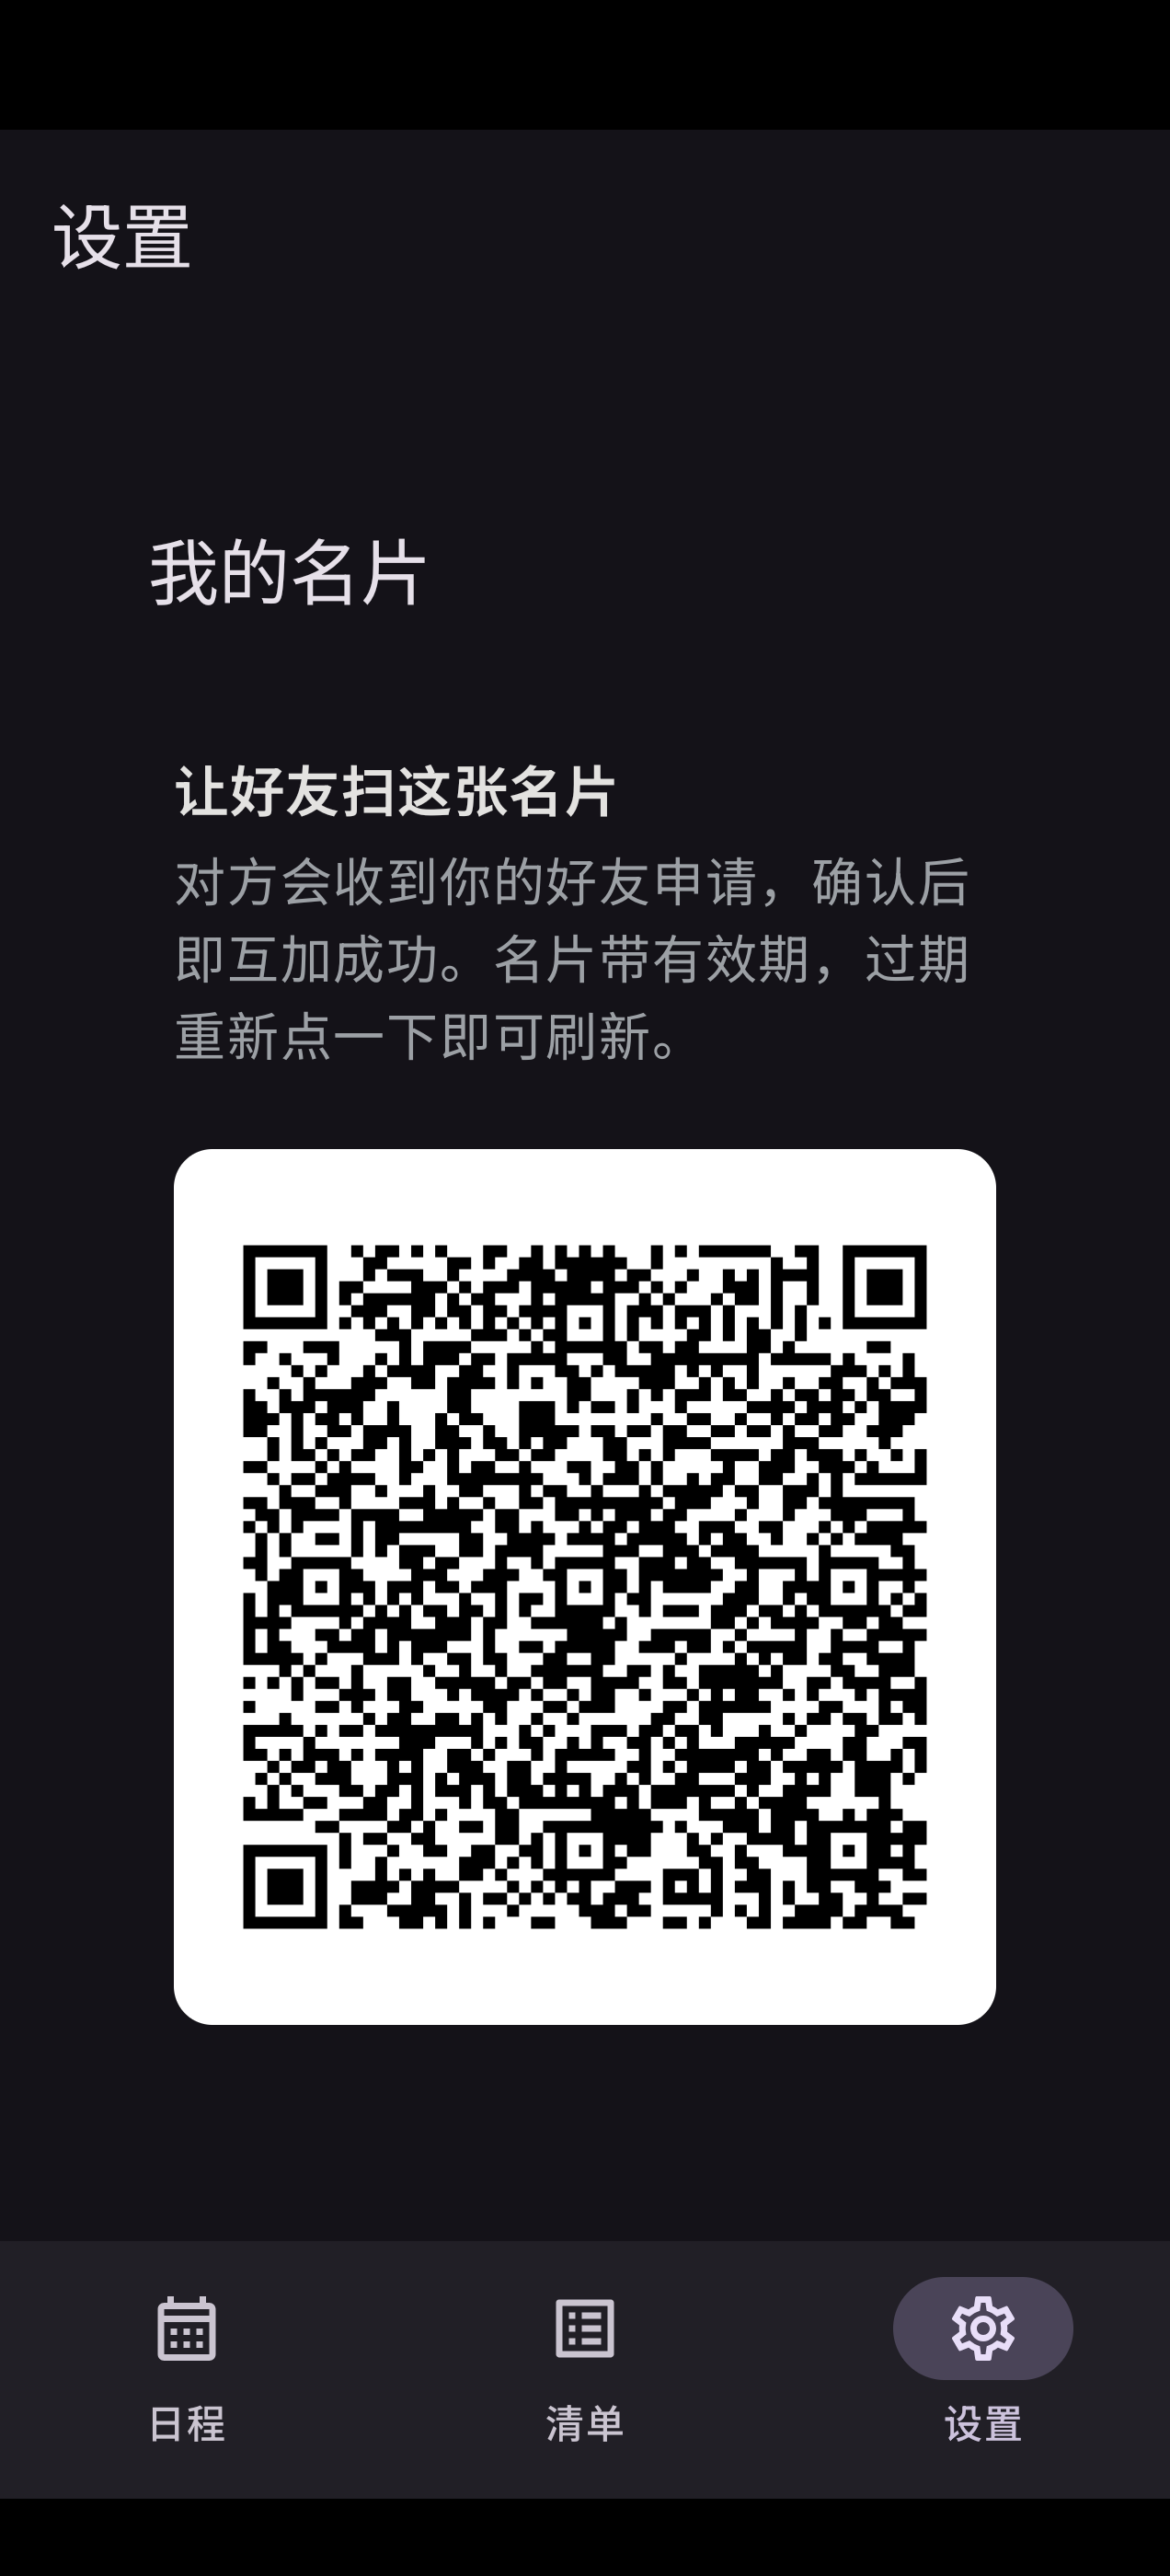 设置
我的名片
让好友扫这张名片
对方会收到你的好友申请，确认后
即互加成功。名片带有效期，过期
重新点一下即可刷新。
日程
清单
设置